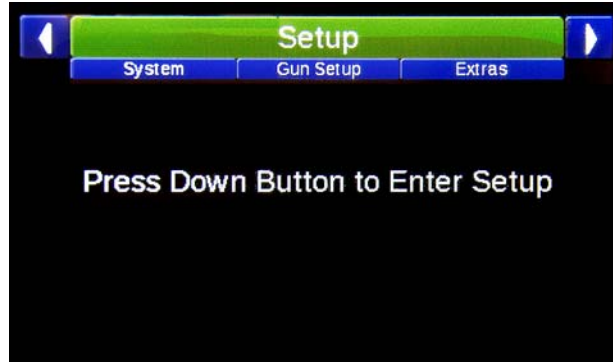 Setup
System Gun Setup Extras
Press Down Button to Enter Setup